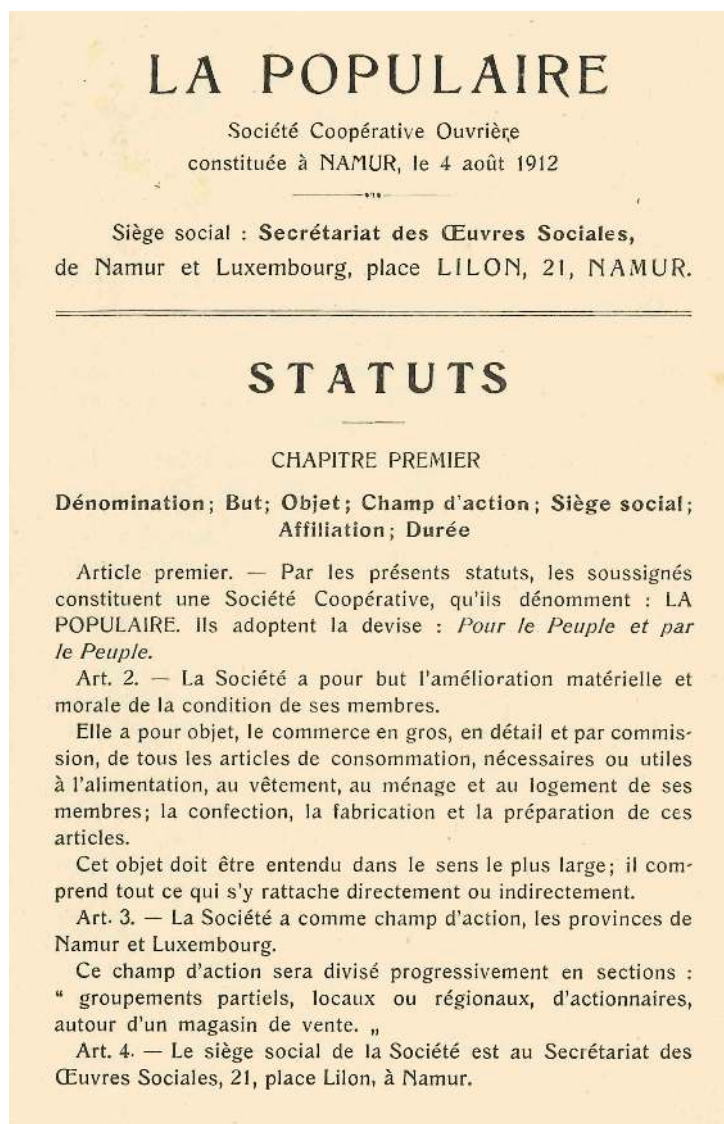 LA POPULAIRE
Société Coopérative Ouvrière
constituée à NAMUR, le 4 août 1912
Siège social : Secrétariat des Œuvres Sociales,
de Namur et Luxembourg, place LILON, 21, NAMUR.
STATUTS
CHAPITRE PREMIER
Dénomination; But; Objet; Champ d'action; Siège social;
Affiliation; Durée
Article premier. — Par les présents statuts, les soussignés
constituent une Société Coopérative, qu'ils dénomment : LA
POPULAIRE. Ils adoptent la devise : Pour le Peuple et par
le Peuple.
Art. 2. — La Société a pour but l'amélioration matérielle et
morale de la condition de ses membres.
Elle a pour objet, le commerce en gros, en détail et par commis-
sion, de tous les articles de consommation, nécessaires ou utiles
à l'alimentation, au vêtement, au ménage et au logement de ses
membres; la confection, la fabrication et la préparation de ces
articles.
Cet objet doit être entendu dans le sens le plus large; il com-
prend tout ce qui s'y rattache directement ou indirectement.
Art. 3. — La Société a comme champ d'action, les provinces de
Namur et Luxembourg.
Ce champ d'action sera divisé progressivement en sections :
“ groupements partiels, locaux ou régionaux, d'actionnaires,
autour d'un magasin de vente. „
Art. 4. — Le siège social de la Société est au Secrétariat des
Œuvres Sociales, 21, place Lilon, à Namur.